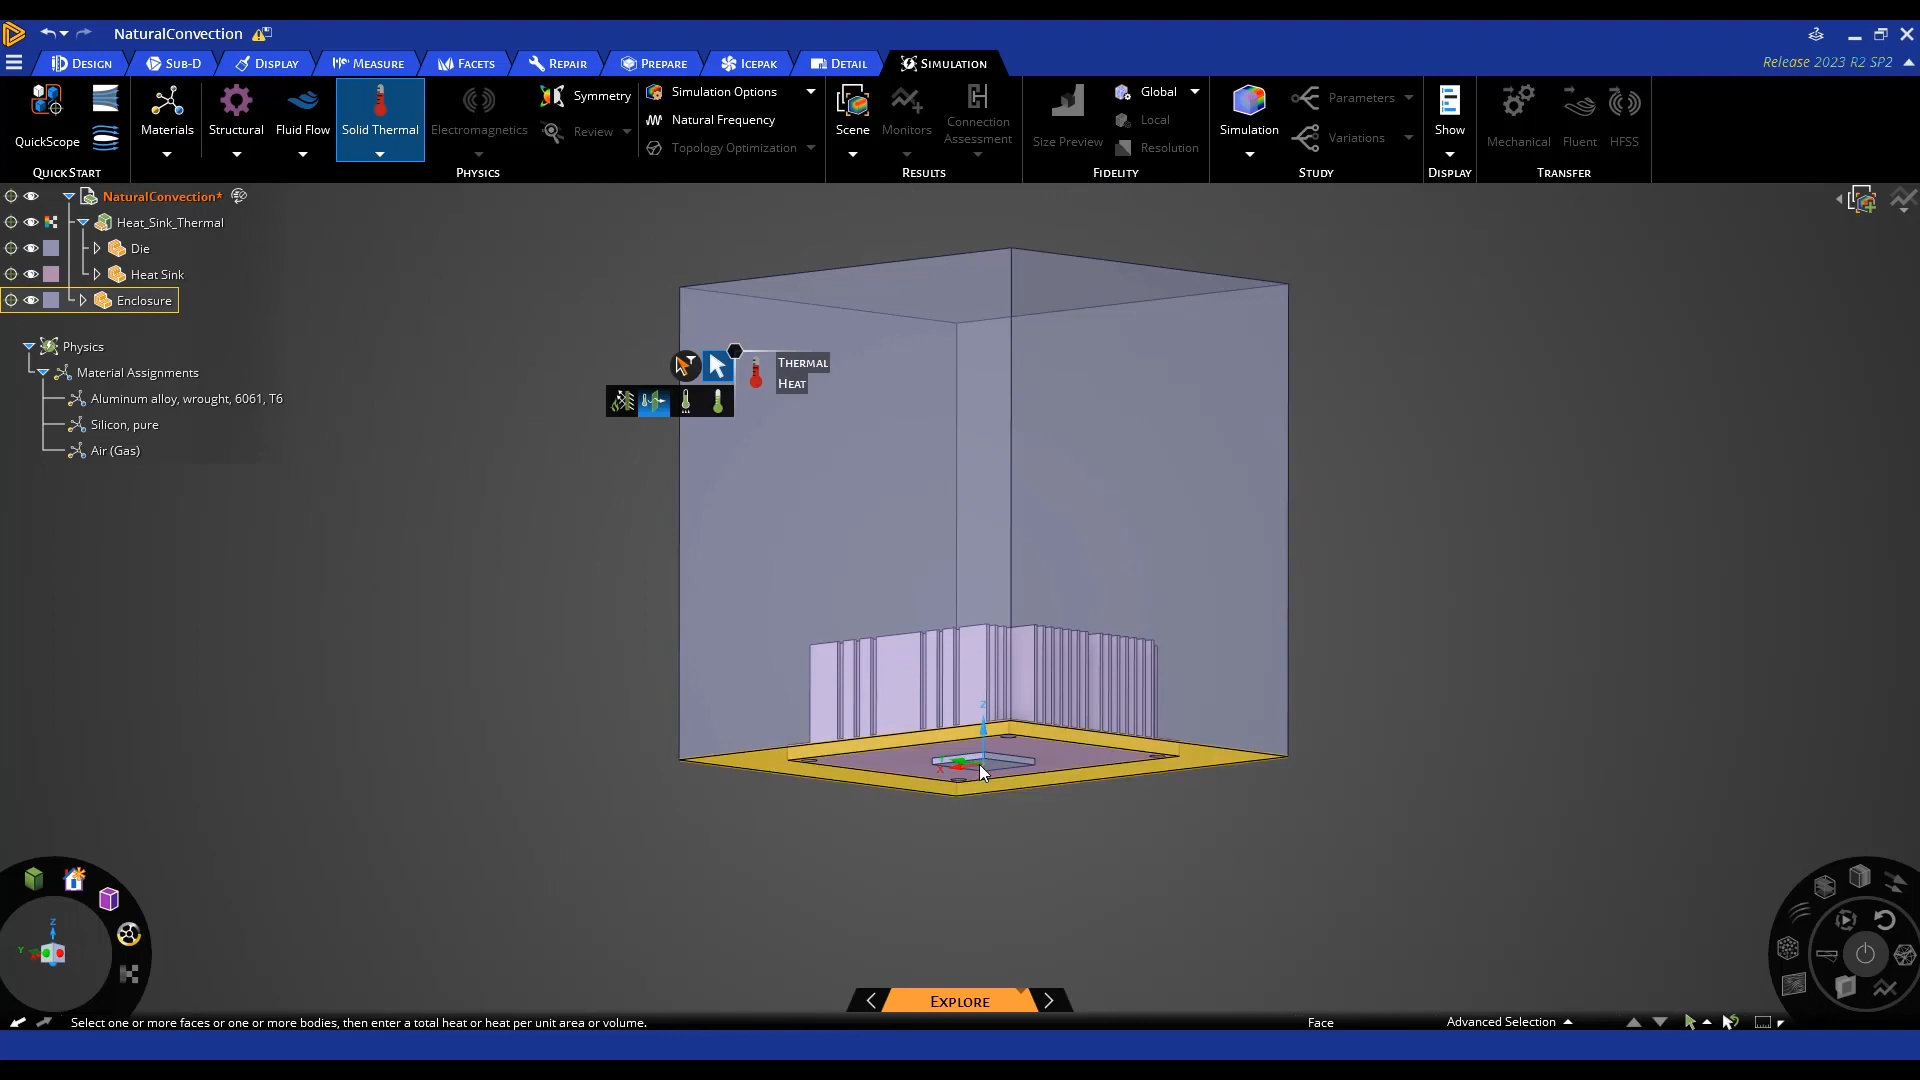 NaturalConvection
Design
Sub-D
Display
Measure
Facets
Repair
Prepare
Icepak
Detail
Simulation
Release 2023 R2 SP2
QuickScope
Quick Start
Materials
Structural
Fluid Flow
Solid Thermal
Electromagnetics
Symmetry
Review
Simulation Options
Natural Frequency
Topology Optimization
Physics
Scene
Monitors
Connection
Assessment
Results
Size Preview
Global
Local
Resolution
Fidelity
Simulation
Parameters
Variations
Study
Show
Display
Mechanical
Fluent
HFSS
Transfer
NaturalConvection*
Heat_Sink_Thermal
Die
Heat Sink
Enclosure
Physics
Material Assignments
Aluminum alloy, wrought, 6061, T6
Silicon, pure
Air (Gas)
Thermal
Heat
Z
X
Z
Y
Explore
Select one or more faces or one or more bodies, then enter a total heat or heat per unit area or volume.
Face
Advanced Selection